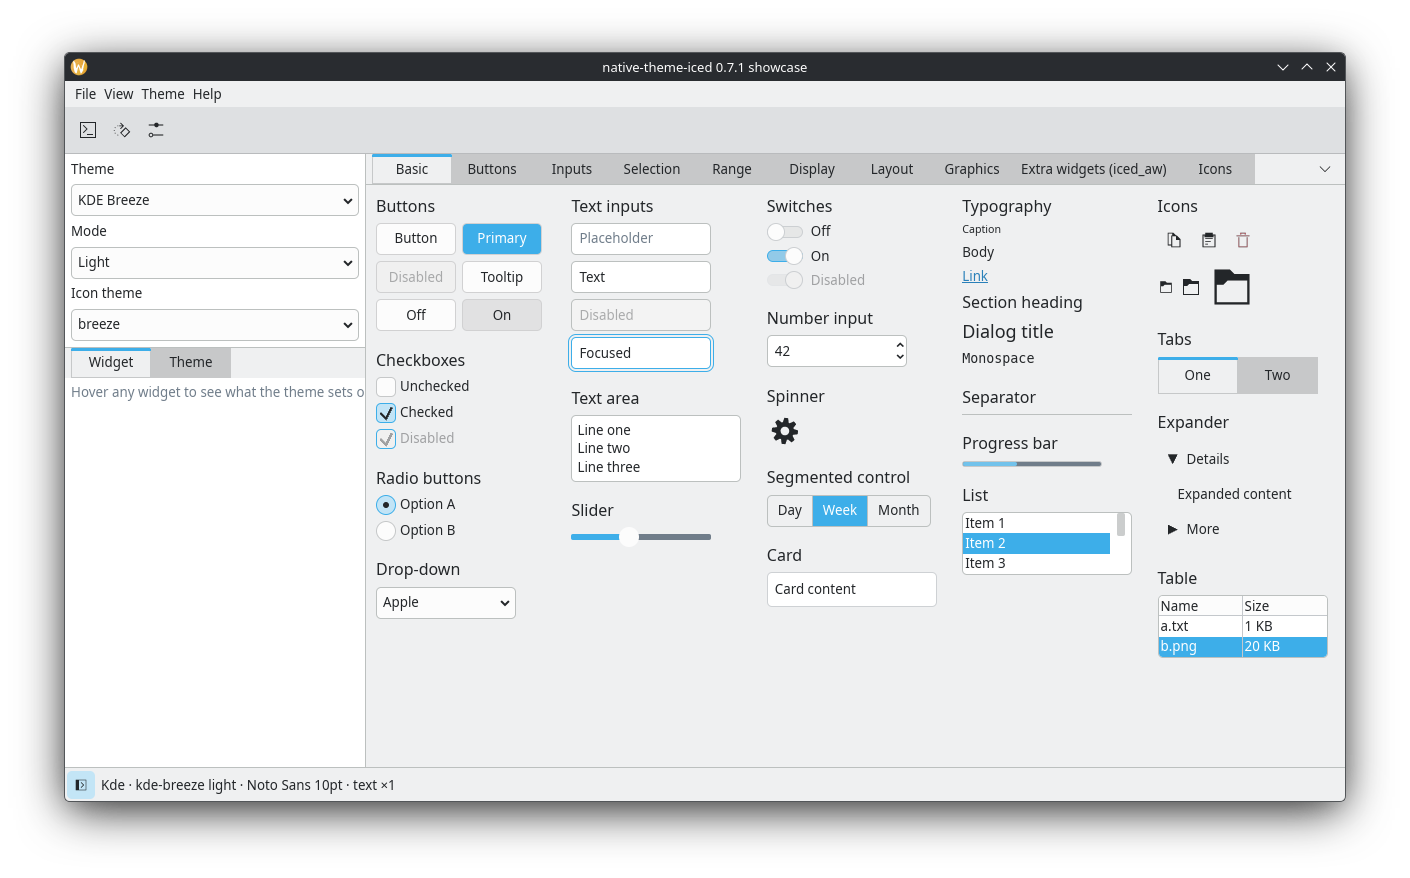 native-theme-iced 0.7.1 showcase
File View Theme Help
Theme
KDE Breeze
Mode
Light
Icon theme
breeze
Widget Theme
Hover any widget to see what the theme sets o
Basic Buttons Inputs Selection Range Display Layout Graphics Extra widgets (iced_aw) Icons
Buttons
Button Primary
Disabled Tooltip
Off On
Checkboxes
Unchecked
Checked
Disabled
Radio buttons
Option A
Option B
Drop-down
Apple
Text inputs
Placeholder
Text
Disabled
Focused
Text area
Line one
Line two
Line three
Slider
Switches
Off
On
Disabled
Number input
42
Spinner
Segmented control
Day Week Month
Card
Card content
Typography
Caption
Body
Link
Section heading
Dialog title
Monospace
Separator
Progress bar
List
Item 1
Item 2
Item 3
Icons
Tabs
One Two
Expander
Details
Expanded content
More
Table
Name Size
a.txt 1 KB
b.png 20 KB
Kde · kde-breeze light · Noto Sans 10pt · text ×1